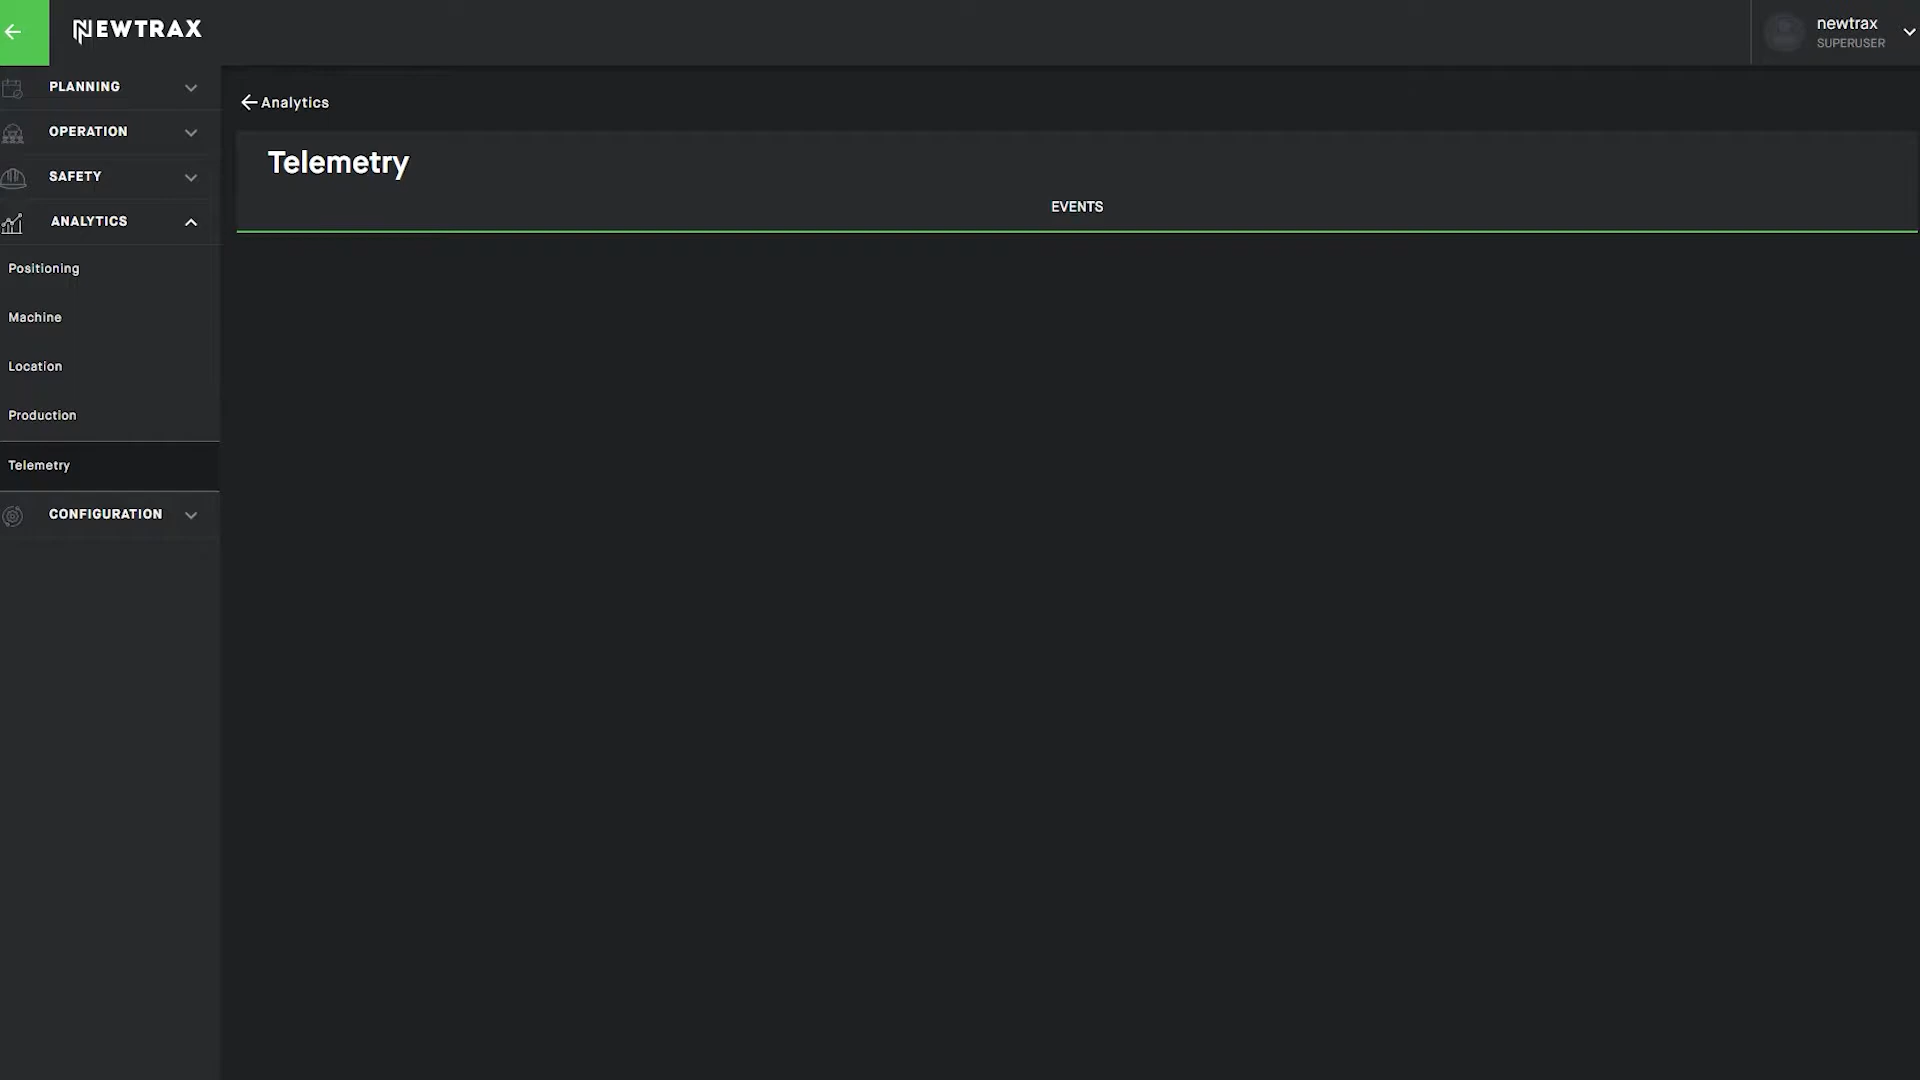 NEWTRAX
newtrax
SUPERUSER
PLANNING
OPERATION
SAFETY
ANALYTICS
Positioning
Machine
Location
Production
Telemetry
CONFIGURATION
Analytics
Telemetry
EVENTS